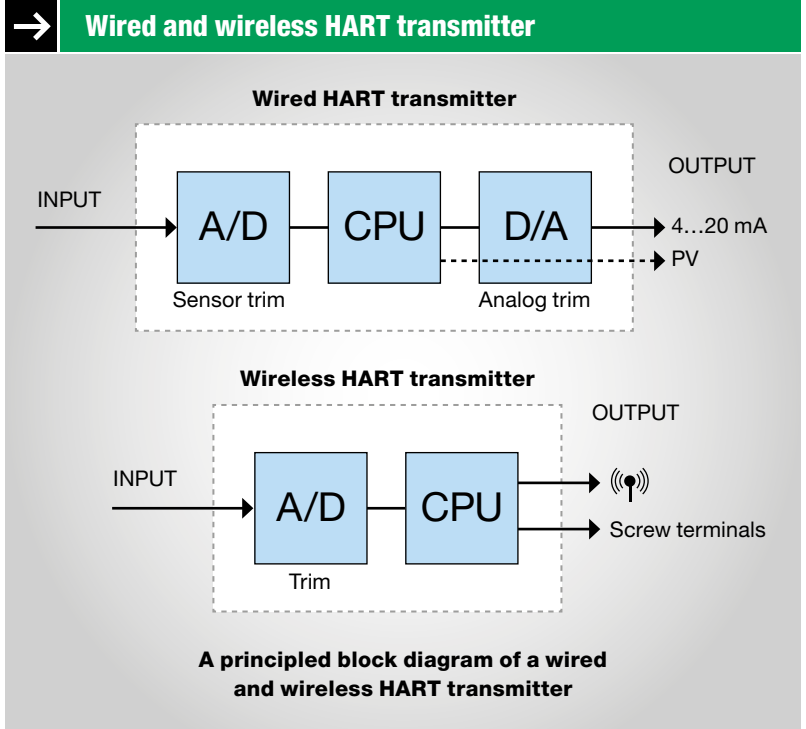 Wired and wireless HART transmitter
Wired HART transmitter
OUTPUT
INPUT
A/D
CPU
D/A
4...20 mA
PV
Sensor trim
Analog trim
Wireless HART transmitter
OUTPUT
INPUT
A/D
CPU
Screw terminals
Trim
A principled block diagram of a wired
and wireless HART transmitter